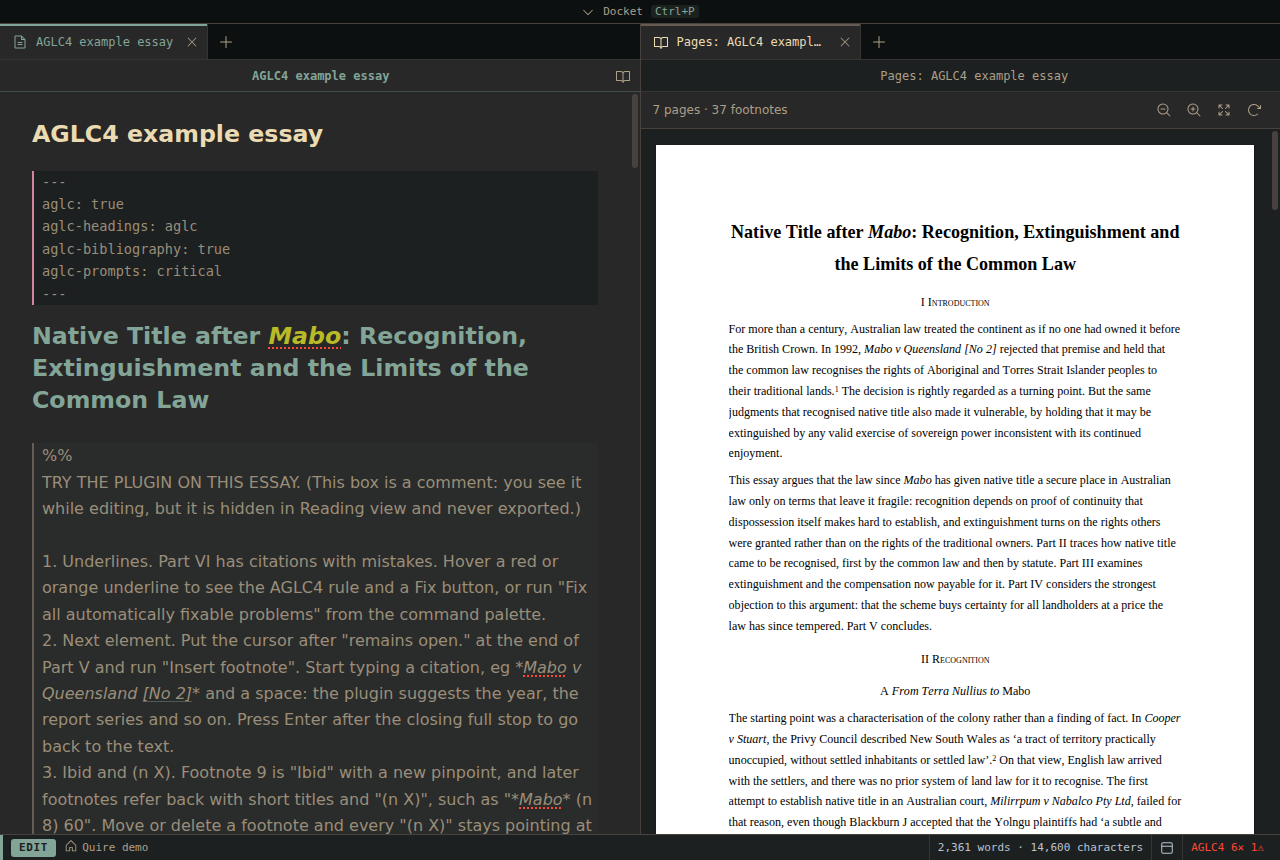 Docket Ctrl+P
AGLC4 example essay
Pages: AGLC4 exampl…
AGLC4 example essay
Pages: AGLC4 example essay
7 pages · 37 footnotes
AGLC4 example essay
---
aglc: true
aglc-headings: aglc
aglc-bibliography: true
aglc-prompts: critical
---
Native Title after Mabo: Recognition,
Extinguishment and the Limits of the
Common Law
%%
TRY THE PLUGIN ON THIS ESSAY. (This box is a comment: you see it
while editing, but it is hidden in Reading view and never exported.)
1. Underlines. Part VI has citations with mistakes. Hover a red or
orange underline to see the AGLC4 rule and a Fix button, or run "Fix
all automatically fixable problems" from the command palette.
2. Next element. Put the cursor after "remains open." at the end of
Part V and run "Insert footnote". Start typing a citation, eg *Mabo v
Queensland [No 2]* and a space: the plugin suggests the year, the
report series and so on. Press Enter after the closing full stop to go
back to the text.
3. Ibid and (n X). Footnote 9 is "Ibid" with a new pinpoint, and later
footnotes refer back with short titles and "(n X)", such as "*Mabo* (n
8) 60". Move or delete a footnote and every "(n X)" stays pointing at
Native Title after Mabo: Recognition, Extinguishment and
the Limits of the Common Law
I Introduction
For more than a century, Australian law treated the continent as if no one had owned it before
the British Crown. In 1992, Mabo v Queensland [No 2] rejected that premise and held that
the common law recognises the rights of Aboriginal and Torres Strait Islander peoples to
their traditional lands.¹ The decision is rightly regarded as a turning point. But the same
judgments that recognised native title also made it vulnerable, by holding that it may be
extinguished by any valid exercise of sovereign power inconsistent with its continued
enjoyment.
This essay argues that the law since Mabo has given native title a secure place in Australian
law only on terms that leave it fragile: recognition depends on proof of continuity that
dispossession itself makes hard to establish, and extinguishment turns on the rights others
were granted rather than on the rights of the traditional owners. Part II traces how native title
came to be recognised, first by the common law and then by statute. Part III examines
extinguishment and the compensation now payable for it. Part IV considers the strongest
objection to this argument: that the scheme buys certainty for all landholders at a price the
law has since tempered. Part V concludes.
II Recognition
A From Terra Nullius to Mabo
The starting point was a characterisation of the colony rather than a finding of fact. In Cooper
v Stuart, the Privy Council described New South Wales as ‘a tract of territory practically
unoccupied, without settled inhabitants or settled law’.² On that view, English law arrived
with the settlers, and there was no prior system of land law for it to recognise. The first
attempt to establish native title in an Australian court, Milirrpum v Nabalco Pty Ltd, failed for
that reason, even though Blackburn J accepted that the Yolngu plaintiffs had ‘a subtle and
EDIT Quire demo
2,361 words · 14,600 characters
AGLC4 6× 1⚠